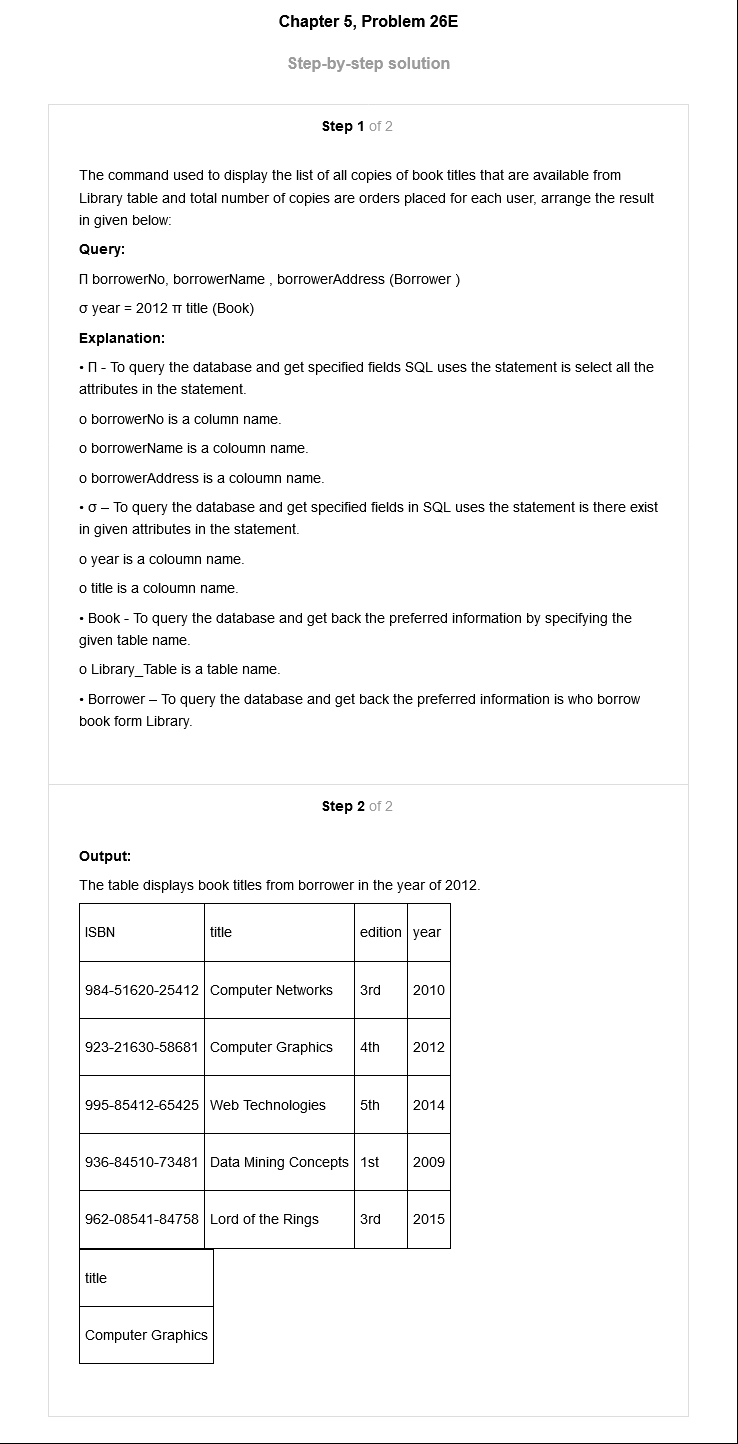 Chapter 5, Problem 26E
Step-by-step solution
Step 1 of 2
The command used to display the list of all copies of book titles that are available from
Library table and total number of copies are orders placed for each user, arrange the result
in given below:
Query:
Π borrowerNo, borrowerName , borrowerAddress (Borrower )
σ year = 2012 π title (Book)
Explanation:
• Π - To query the database and get specified fields SQL uses the statement is select all the
attributes in the statement.
o borrowerNo is a column name.
o borrowerName is a coloumn name.
o borrowerAddress is a coloumn name.
• σ – To query the database and get specified fields in SQL uses the statement is there exist
in given attributes in the statement.
o year is a coloumn name.
o title is a coloumn name.
• Book - To query the database and get back the preferred information by specifying the
given table name.
o Library_Table is a table name.
• Borrower – To query the database and get back the preferred information is who borrow
book form Library.
Step 2 of 2
Output:
The table displays book titles from borrower in the year of 2012.
ISBN title edition year
984-51620-25412 Computer Networks 3rd 2010
923-21630-58681 Computer Graphics 4th 2012
995-85412-65425 Web Technologies 5th 2014
936-84510-73481 Data Mining Concepts 1st 2009
962-08541-84758 Lord of the Rings 3rd 2015
title
Computer Graphics